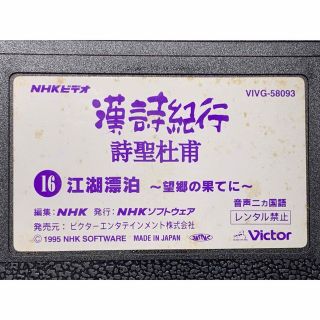 NHKビデオ VIVG-58093
漢詩紀行
詩聖杜甫
16 江湖漂泊 ～望郷の果てに～
編集:NHK 発行:NHKソフトウェア 音声二ヵ国語
発売元:ビクターエンタテインメント株式会社 レンタル禁止
© 1995 NHK SOFTWARE MADE IN JAPAN Victor